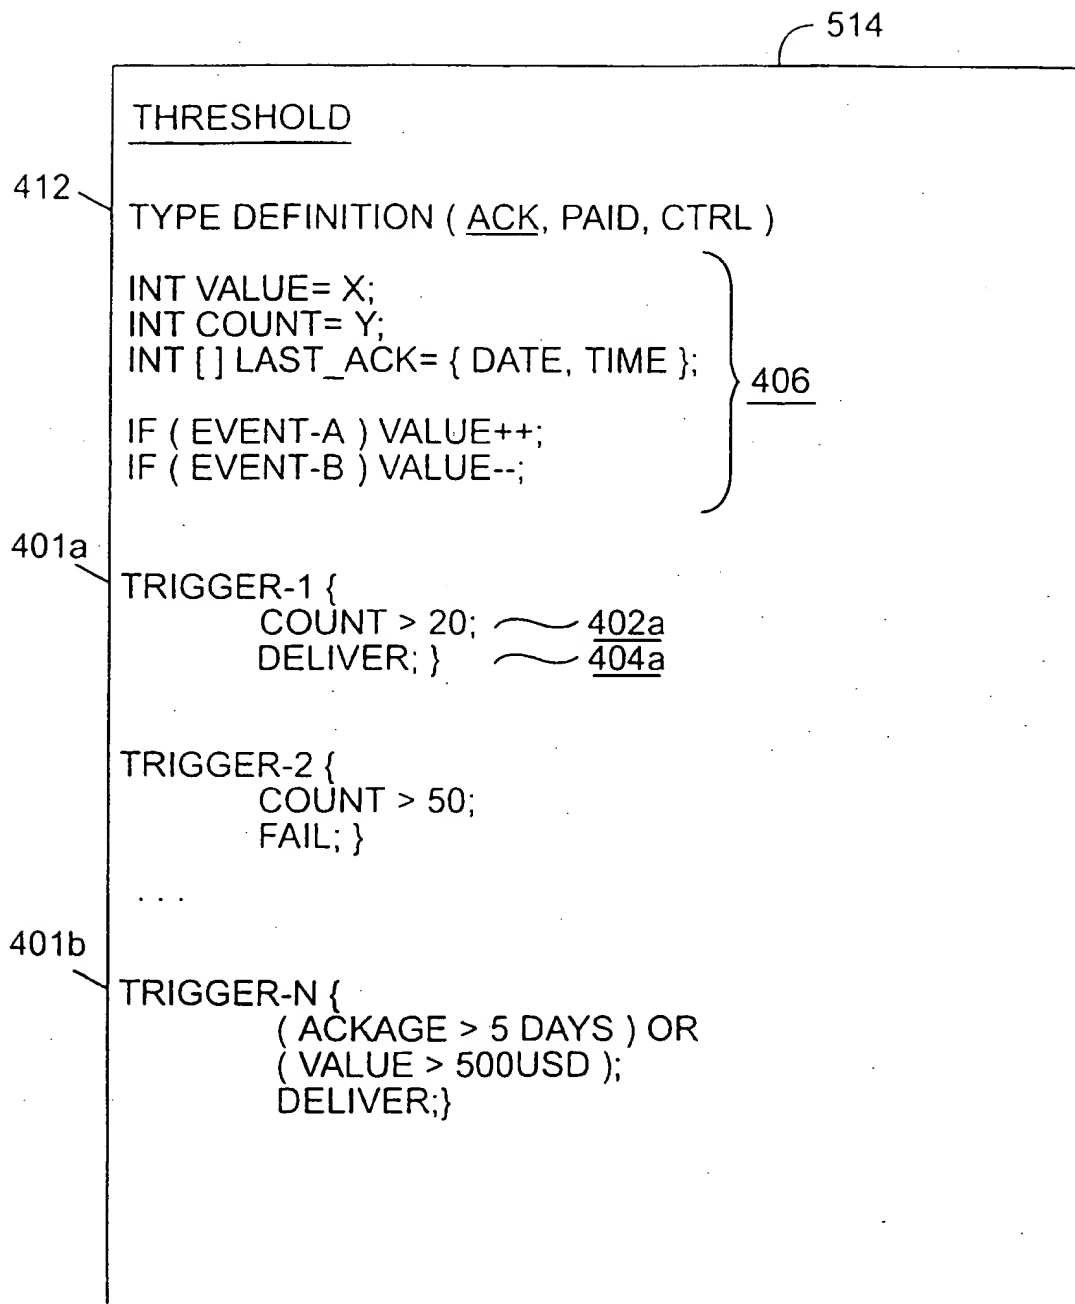 514
THRESHOLD
412
TYPE DEFINITION ( ACK, PAID, CTRL )
INT VALUE= X;
INT COUNT= Y;
INT [ ] LAST_ACK= { DATE, TIME };
406
IF ( EVENT-A ) VALUE++;
IF ( EVENT-B ) VALUE--;
401a
TRIGGER-1 {
COUNT > 20; 402a
DELIVER; } 404a
TRIGGER-2 {
COUNT > 50;
FAIL; }
. . .
401b
TRIGGER-N {
( ACKAGE > 5 DAYS ) OR
( VALUE > 500USD );
DELIVER;}